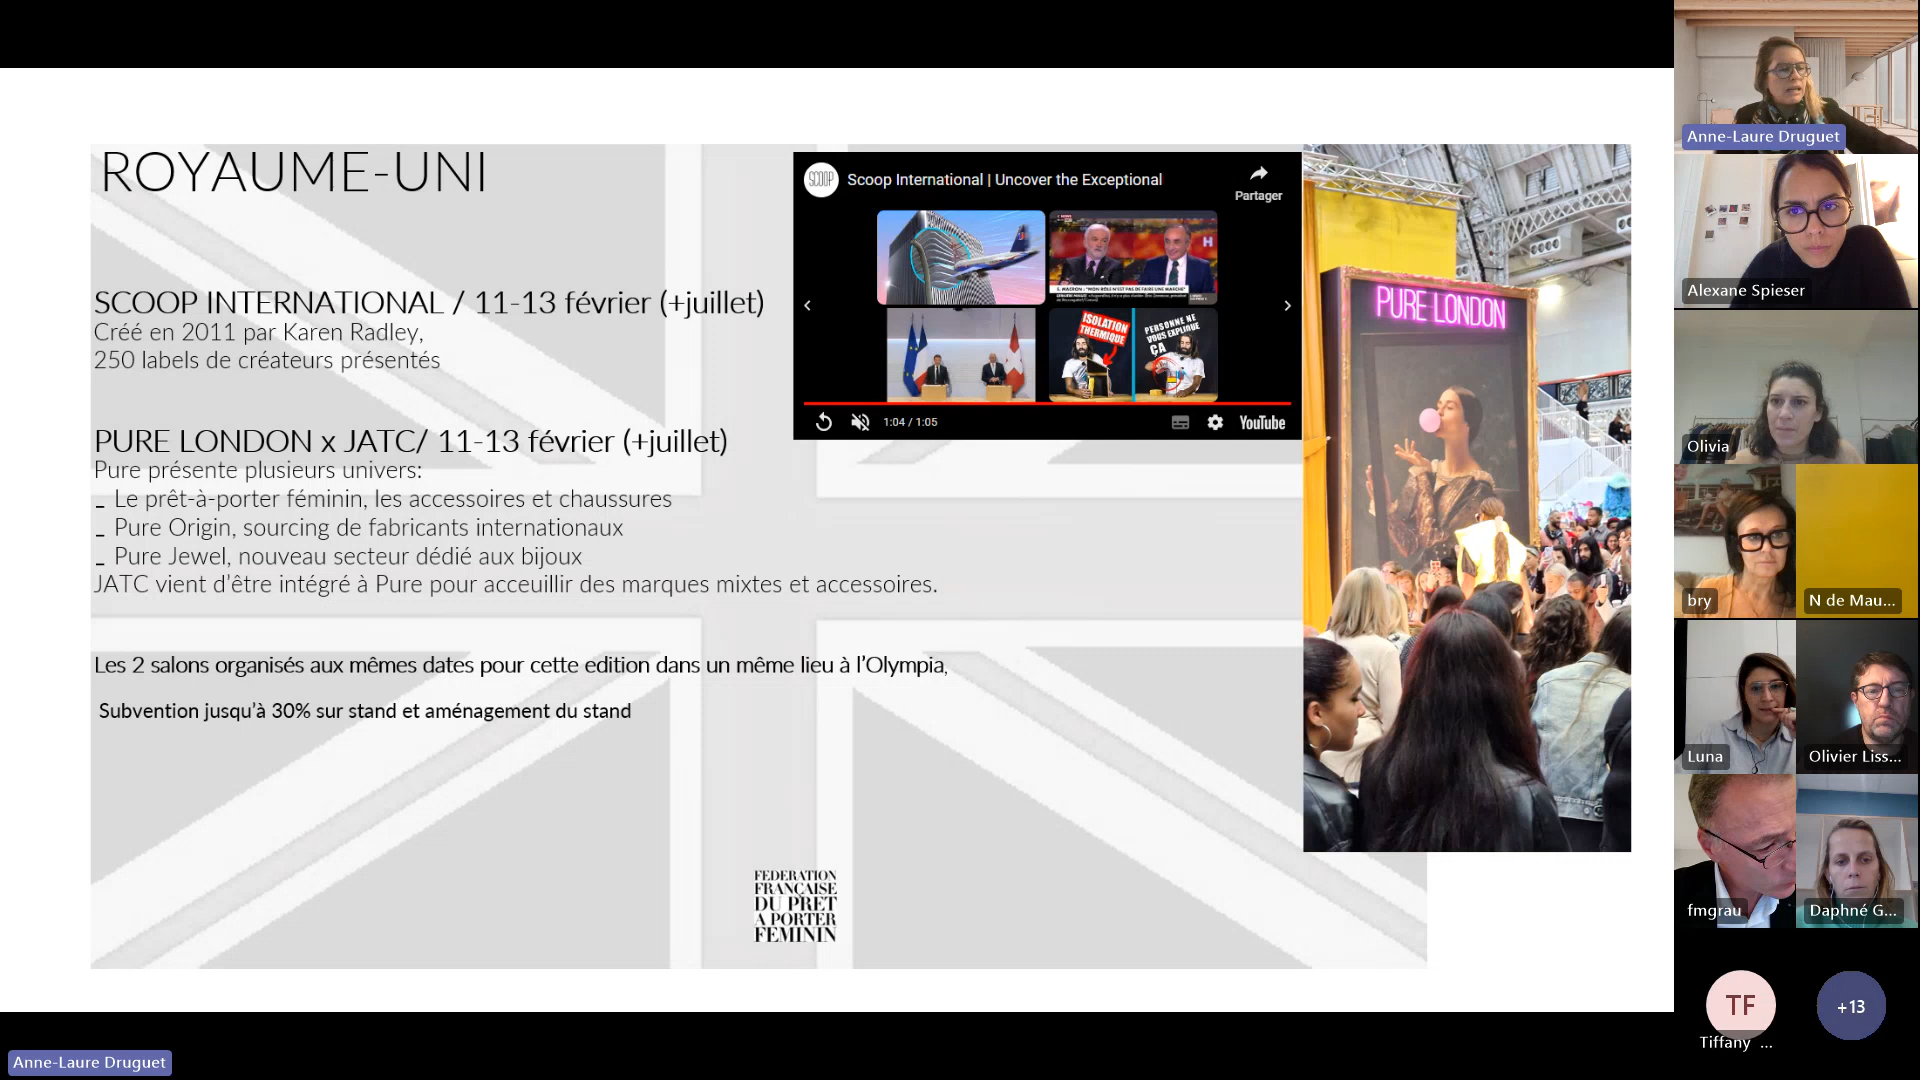 ROYAUME-UNI
SCOOP INTERNATIONAL / 11-13 février (+juillet)
Créé en 2011 par Karen Radley,
250 labels de créateurs présentés
PURE LONDON x JATC/ 11-13 février (+juillet)
Pure présente plusieurs univers:
- Le prêt-à-porter féminin, les accessoires et chaussures
- Pure Origin, sourcing de fabricants internationaux
- Pure Jewel, nouveau secteur dédié aux bijoux
JATC vient d'être intégré à Pure pour acceuillir des marques mixtes et accessoires.
Les 2 salons organisés aux mêmes dates pour cette edition dans un même lieu à l'Olympia,
Subvention jusqu'à 30% sur stand et aménagement du stand
FEDERATION
FRANÇAISE
DU PRET
A PORTER
FEMININ
SCOOP
Scoop International | Uncover the Exceptional
Partager
ISOLATION
THERMIQUE
PERSONNE NE
VOUS EXPLIQUE
ÇA
1:04 / 1:05
YouTube
PURE LONDON
Anne-Laure Druguet
Alexane Spieser
Olivia
bry
N de Mau...
Luna
Olivier Liss...
fmgrau
Daphné G...
TF
Tiffany ...
+13
Anne-Laure Druguet